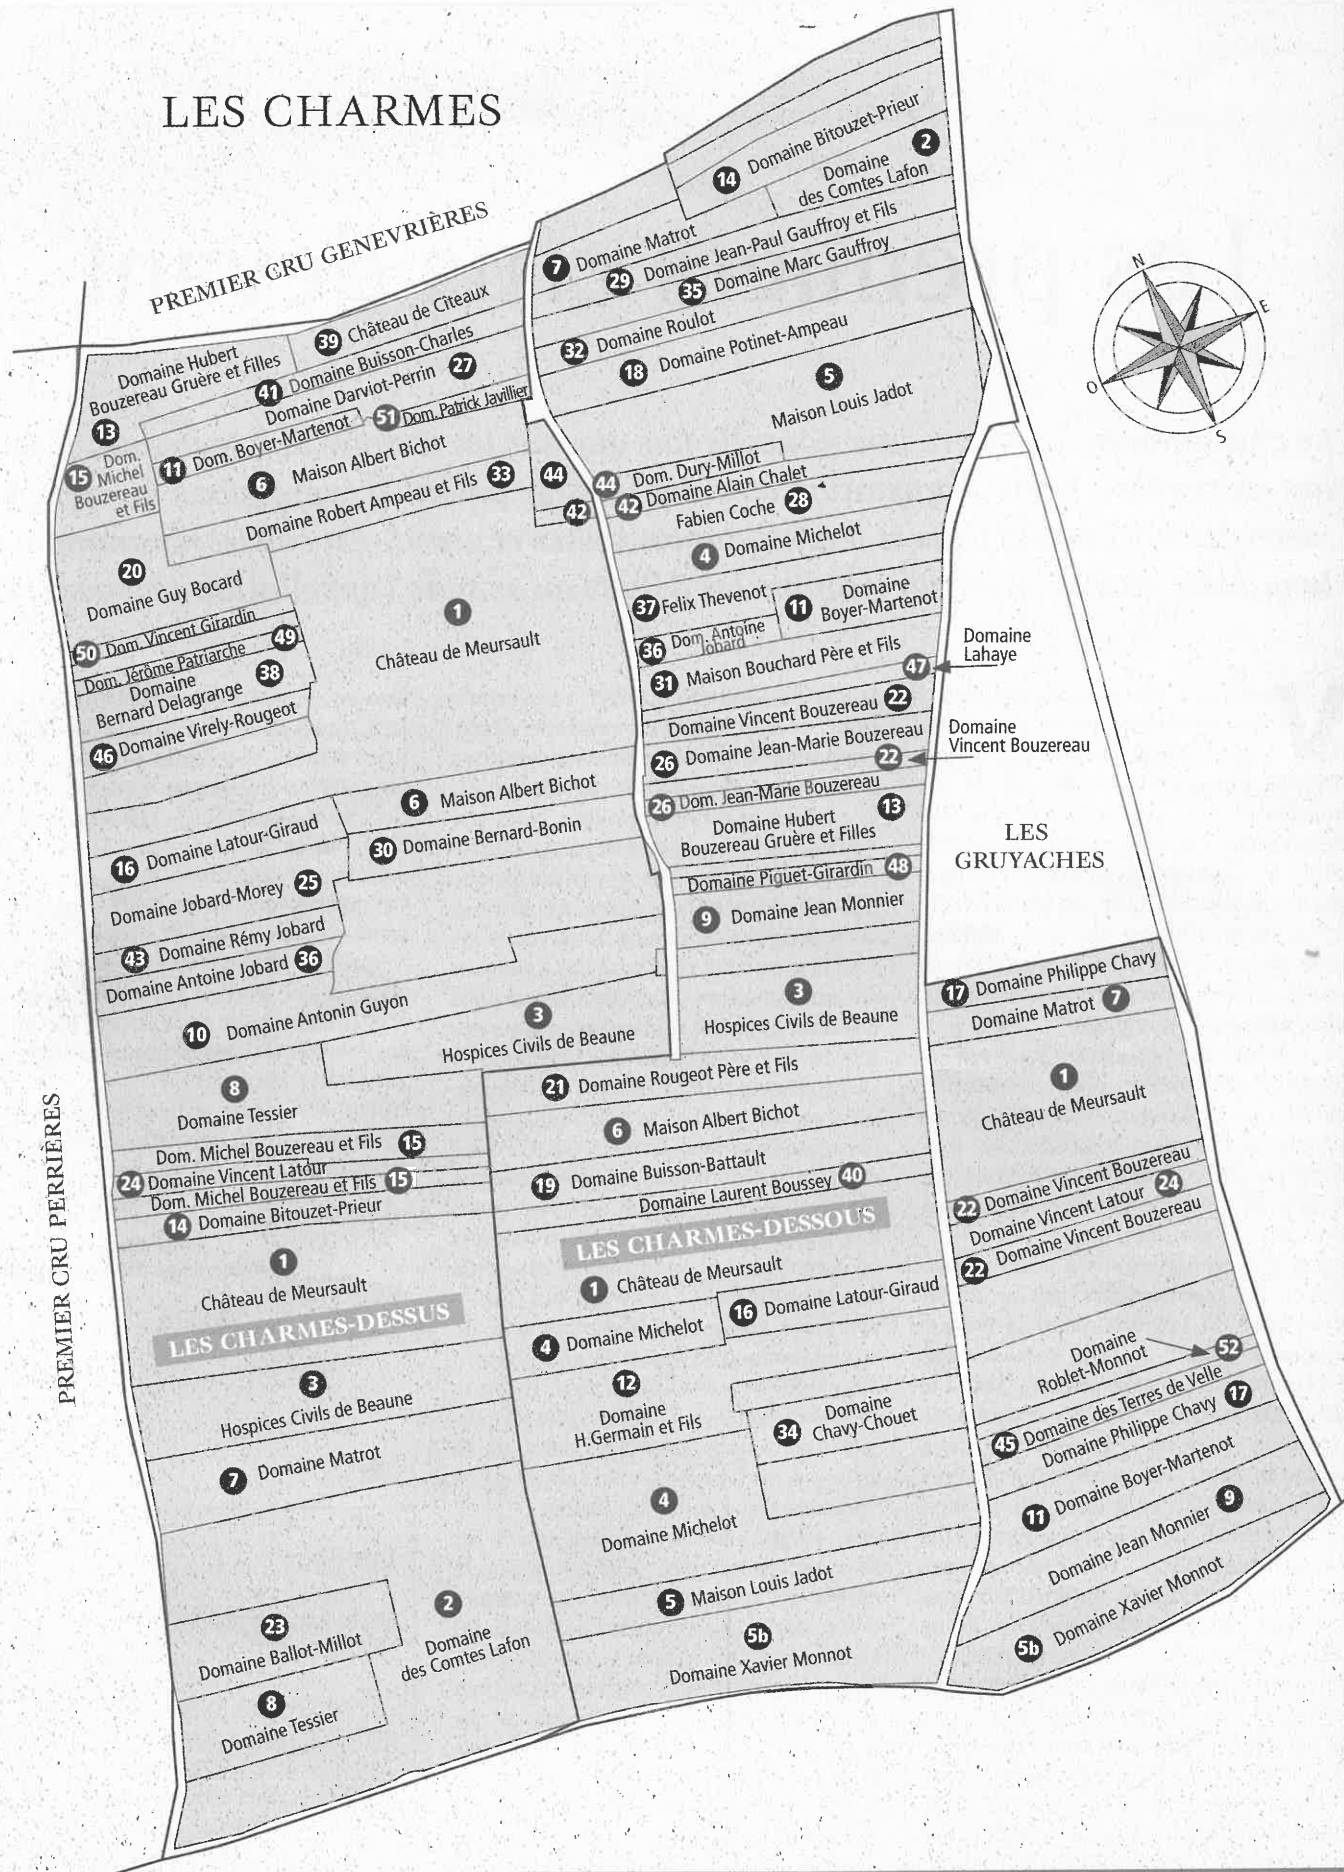 LES CHARMES
PREMIER CRU GENEVRIÈRES
N
E
S
O
14 Domaine Bitouzet-Prieur
2
Domaine
des Comtes Lafon
7 Domaine Matrot
29 Domaine Jean-Paul Gauffroy et Fils
35 Domaine Marc Gauffroy
32 Domaine Roulot
18 Domaine Potinet-Ampeau
5
Maison Louis Jadot
44 Dom. Dury-Millot
44
42 Domaine Alain Chalet
42
Fabien Coche 28
4 Domaine Michelot
37 Felix Thevenot
11 Domaine
Boyer-Martenot
36 Dom. Antoine
Jobard
31 Maison Bouchard Père et Fils
47
Domaine
Lahaye
Domaine Vincent Bouzereau 22
26 Domaine Jean-Marie Bouzereau
22
Domaine
Vincent Bouzereau
26 Dom. Jean-Marie Bouzereau
13
Domaine Hubert
Bouzereau Gruère et Filles
Domaine Piguet-Girardin 48
9 Domaine Jean Monnier
3
Hospices Civils de Beaune
LES
GRUYACHES
39 Château de Cîteaux
Domaine Hubert
Bouzereau Gruère et Filles
13
41 Domaine Buisson-Charles
Domaine Darviot-Perrin 27
51 Dom. Patrick Javillier
11 Dom. Boyer-Martenot
15 Dom.
Michel
Bouzereau
et Fils
6 Maison Albert Bichot
Domaine Robert Ampeau et Fils 33
20
Domaine Guy Bocard
50 Dom. Vincent Girardin
Dom. Jérôme Patriarche 49
Domaine
Bernard Delagrange 38
46 Domaine Virely-Rougeot
1
Château de Meursault
6 Maison Albert Bichot
16 Domaine Latour-Giraud
30 Domaine Bernard-Bonin
Domaine Jobard-Morey 25
43 Domaine Rémy Jobard
Domaine Antoine Jobard 36
10 Domaine Antonin Guyon
3
Hospices Civils de Beaune
8
Domaine Tessier
Dom. Michel Bouzereau et Fils 15
24 Domaine Vincent Latour
Dom. Michel Bouzereau et Fils 15
14 Domaine Bitouzet-Prieur
1
Château de Meursault
LES CHARMES-DESSUS
3
Hospices Civils de Beaune
7 Domaine Matrot
PREMIER CRU PERRIÈRES
23
Domaine Ballot-Millot
2
Domaine
des Comtes Lafon
8
Domaine Tessier
21 Domaine Rougeot Père et Fils
6 Maison Albert Bichot
19 Domaine Buisson-Battault
Domaine Laurent Boussey 40
LES CHARMES-DESSOUS
1 Château de Meursault
16 Domaine Latour-Giraud
4 Domaine Michelot
12
Domaine
H.Germain et Fils
34 Domaine
Chavy-Chouet
4
Domaine Michelot
5 Maison Louis Jadot
5b
Domaine Xavier Monnot
17 Domaine Philippe Chavy
Domaine Matrot 7
1
Château de Meursault
22 Domaine Vincent Bouzereau
Domaine Vincent Latour 24
22 Domaine Vincent Bouzereau
Domaine
Roblet-Monnot
52
45 Domaine des Terres de Velle
Domaine Philippe Chavy 17
11 Domaine Boyer-Martenot
Domaine Jean Monnier 9
5b Domaine Xavier Monnot